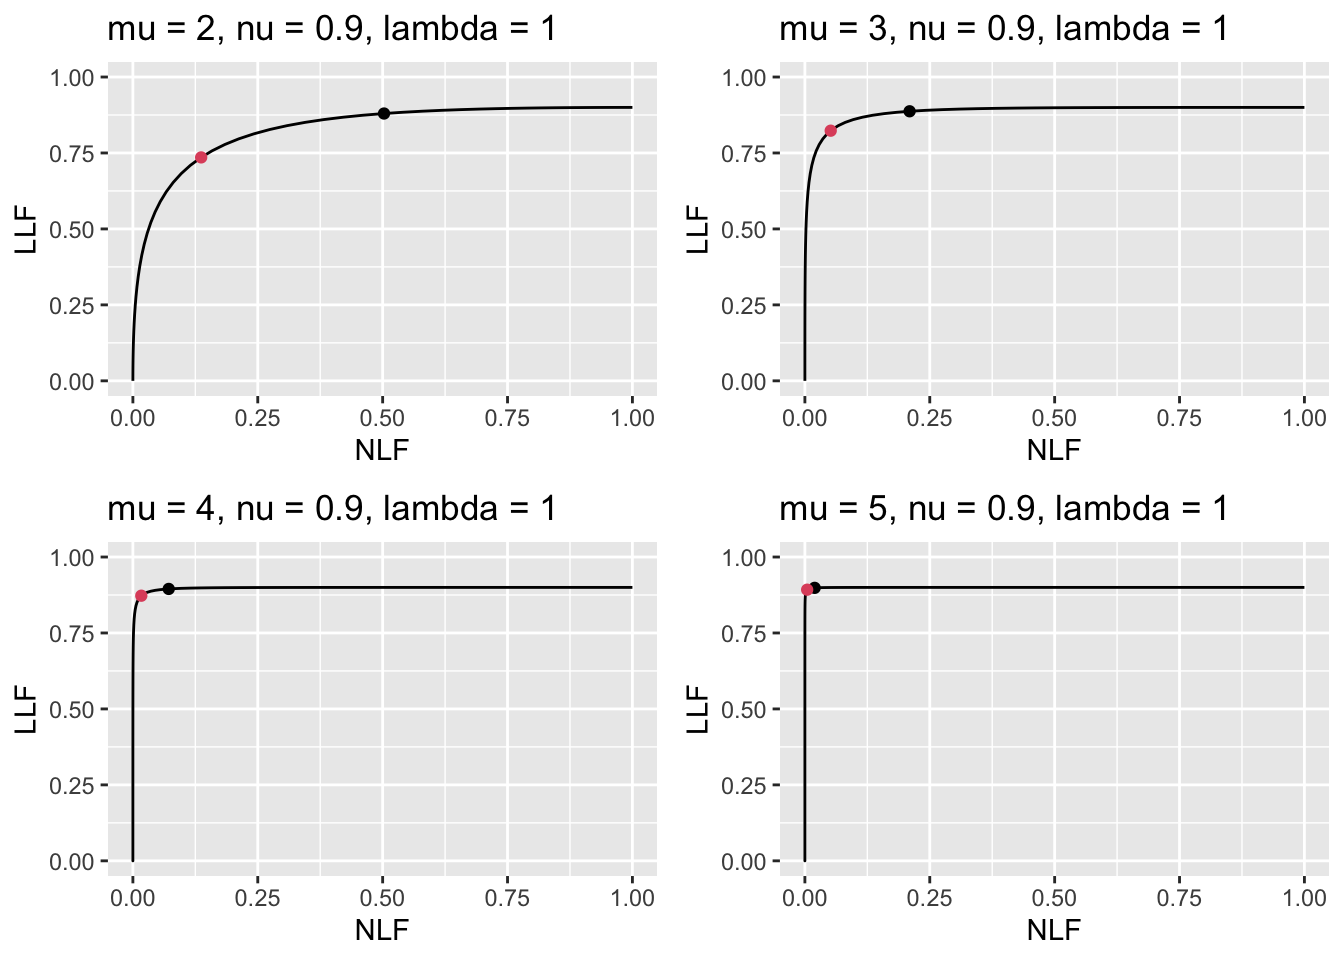 mu = 2, nu = 0.9, lambda = 1
1.00
0.75
0.50
0.25
0.00
LLF
0.00 0.25 0.50 0.75 1.00
NLF
mu = 3, nu = 0.9, lambda = 1
1.00
0.75
0.50
0.25
0.00
LLF
0.00 0.25 0.50 0.75 1.00
NLF
mu = 4, nu = 0.9, lambda = 1
1.00
0.75
0.50
0.25
0.00
LLF
0.00 0.25 0.50 0.75 1.00
NLF
mu = 5, nu = 0.9, lambda = 1
1.00
0.75
0.50
0.25
0.00
LLF
0.00 0.25 0.50 0.75 1.00
NLF